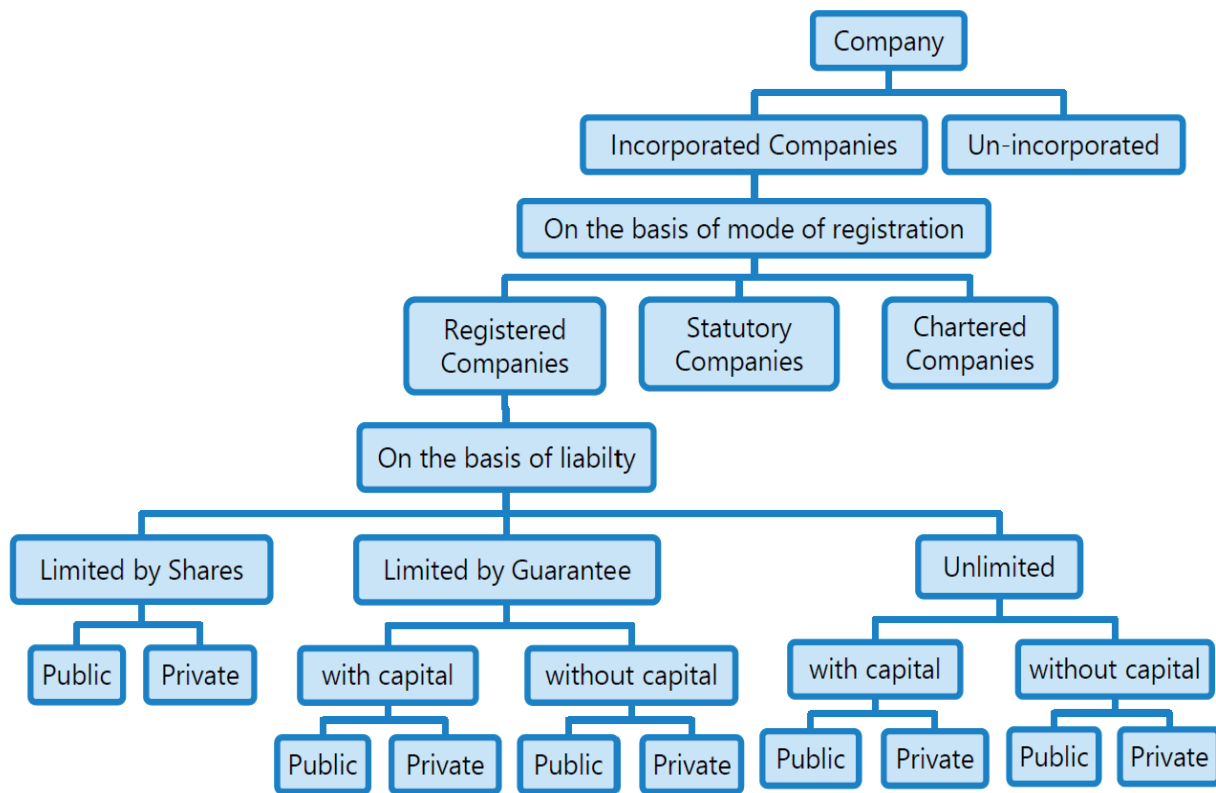 Company
Incorporated Companies
Un-incorporated
On the basis of mode of registration
Registered
Companies
Statutory
Companies
Chartered
Companies
On the basis of liabilty
Limited by Shares
Limited by Guarantee
Unlimited
Public
Private
with capital
without capital
with capital
without capital
Public
Private
Public
Private
Public
Private
Public
Private